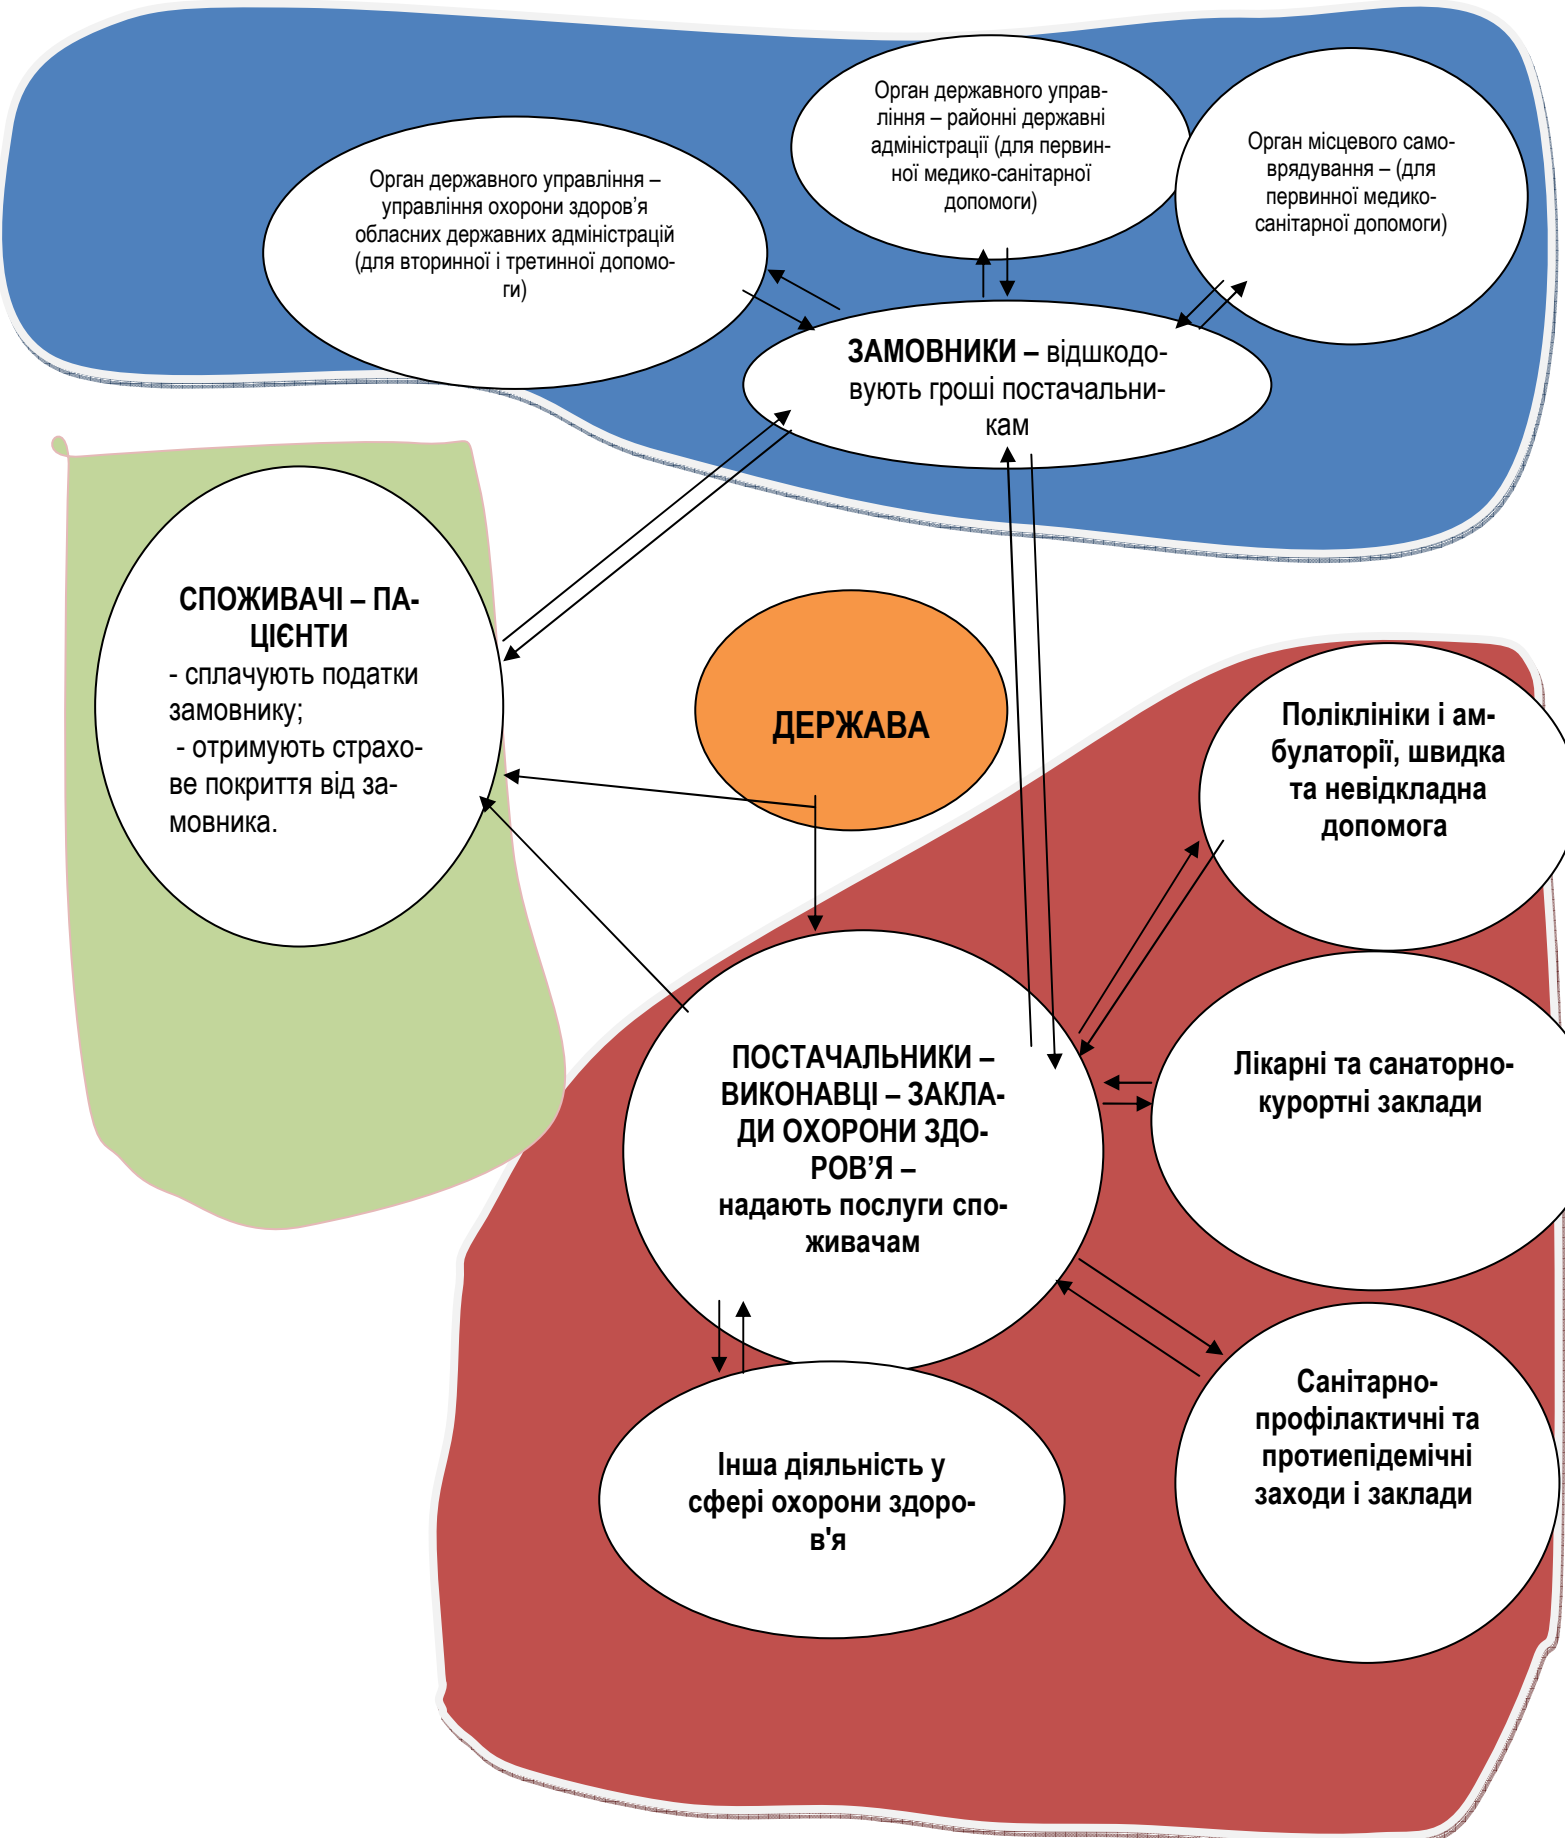 Орган державного управ-
ління – районні державні
адміністрації (для первин-
ної медико-санітарної
допомоги)
Орган місцевого само-
врядування – (для
первинної медико-
санітарної допомоги)
Орган державного управління –
управління охорони здоров’я
обласних державних адміністрацій
(для вторинної і третинної допомо-
ги)
ЗАМОВНИКИ – відшкодо-
вують гроші постачальни-
кам
СПОЖИВАЧІ – ПА-
ЦІЄНТИ
- сплачують податки
замовнику;
- отримують страхо-
ве покриття від за-
мовника.
ДЕРЖАВА
Поліклініки і ам-
булаторії, швидка
та невідкладна
допомога
ПОСТАЧАЛЬНИКИ –
ВИКОНАВЦІ – ЗАКЛА-
ДИ ОХОРОНИ ЗДО-
РОВ’Я –
надають послуги спо-
живачам
Лікарні та санаторно-
курортні заклади
Санітарно-
профілактичні та
протиепідемічні
заходи і заклади
Інша діяльність у
сфері охорони здоро-
в'я